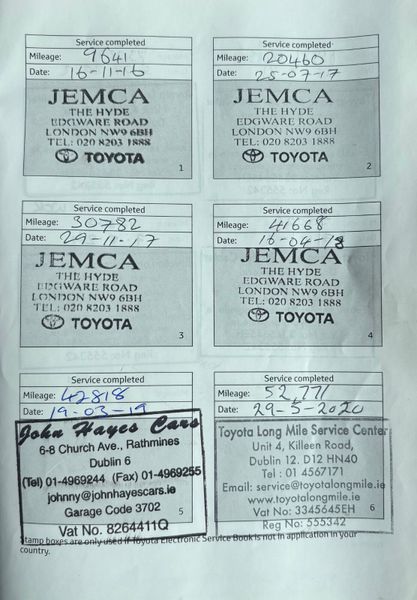 Service completed
Mileage: 9641
Date: 16-11-16
JEMCA
THE HYDE
EDGWARE ROAD
LONDON NW9 6BH
TEL: 020 8203 1888
TOYOTA
1
Service completed
Mileage: 20460
Date: 25-07-17
JEMCA
THE HYDE
EDGWARE ROAD
LONDON NW9 6BH
TEL: 020 8203 1888
TOYOTA
2
Service completed
Mileage: 30782
Date: 29-11-17
JEMCA
THE HYDE
EDGWARE ROAD
LONDON NW9 6BH
TEL: 020 8203 1888
TOYOTA
3
Service completed
Mileage: 41668
Date: 16-04-18
JEMCA
THE HYDE
EDGWARE ROAD
LONDON NW9 6BH
TEL: 020 8203 1888
TOYOTA
4
Service completed
Mileage: 42818
Date: 19-03-19
John Hayes Cars
6-8 Church Ave., Rathmines
Dublin 6
(Tel) 01-4969244 (Fax) 01-4969255
johnny@johnhayescars.ie
Garage Code 3702
5
Vat No. 8264411Q
Service completed
Mileage: 52,771
Date: 29-5-2020
Toyota Long Mile Service Center
Unit 4, Killeen Road,
Dublin 12. D12 HN40
Tel : 01 4567171
Email: service@toyotalongmile.ie
www.toyotalongmile.ie
Vat No: 3345645EH
6
Reg No: 555342
Stamp boxes are only used if Toyota Electronic Service Book is not in application in your
country.